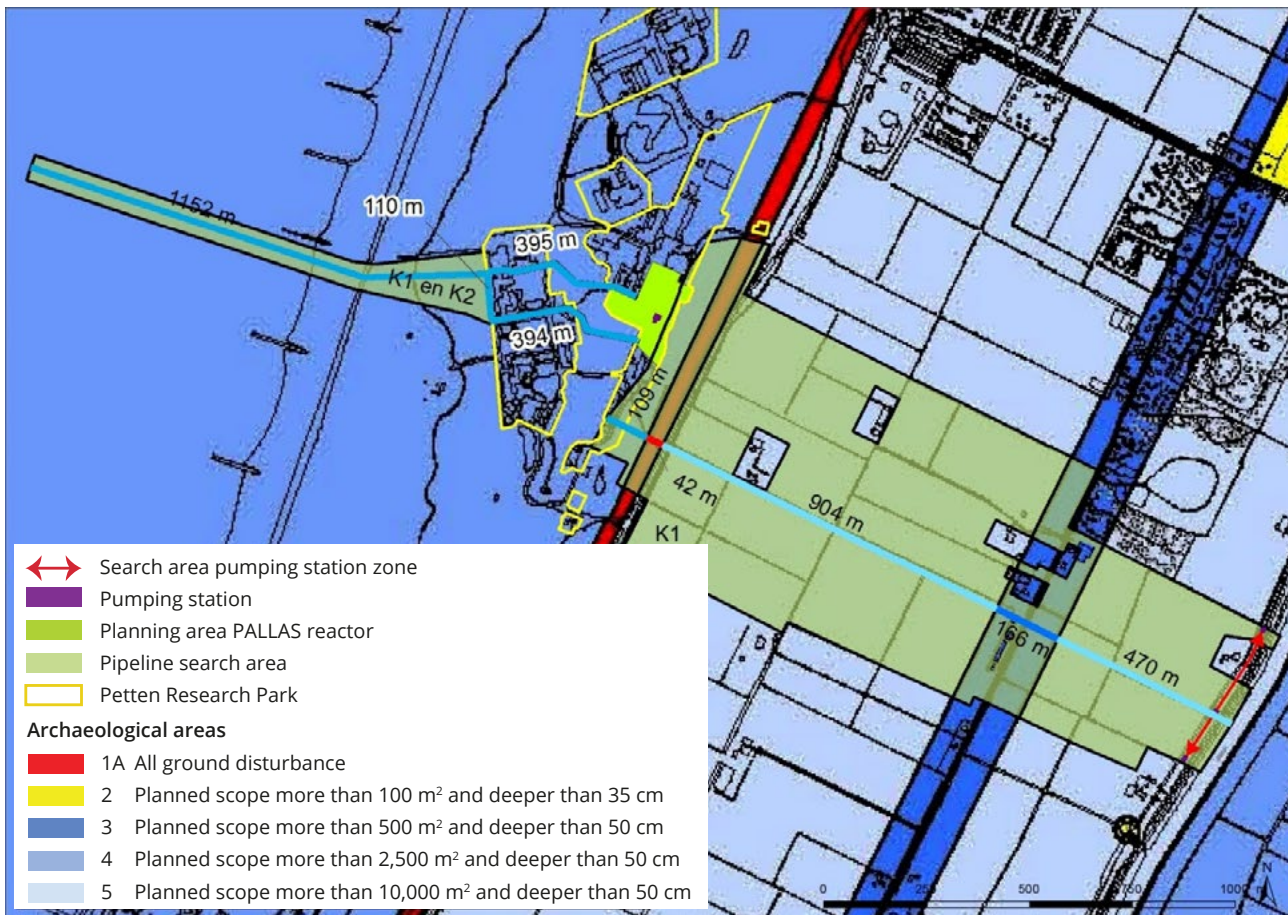 1152 m
110 m
395 m
K1 en K2
394 m
109 m
42 m
904 m
K1
166 m
470 m
Search area pumping station zone
Pumping station
Planning area PALLAS reactor
Pipeline search area
Petten Research Park
Archaeological areas
1A All ground disturbance
2 Planned scope more than 100 m² and deeper than 35 cm
3 Planned scope more than 500 m² and deeper than 50 cm
4 Planned scope more than 2,500 m² and deeper than 50 cm
5 Planned scope more than 10,000 m² and deeper than 50 cm
N
0 250 500 750 1000 m